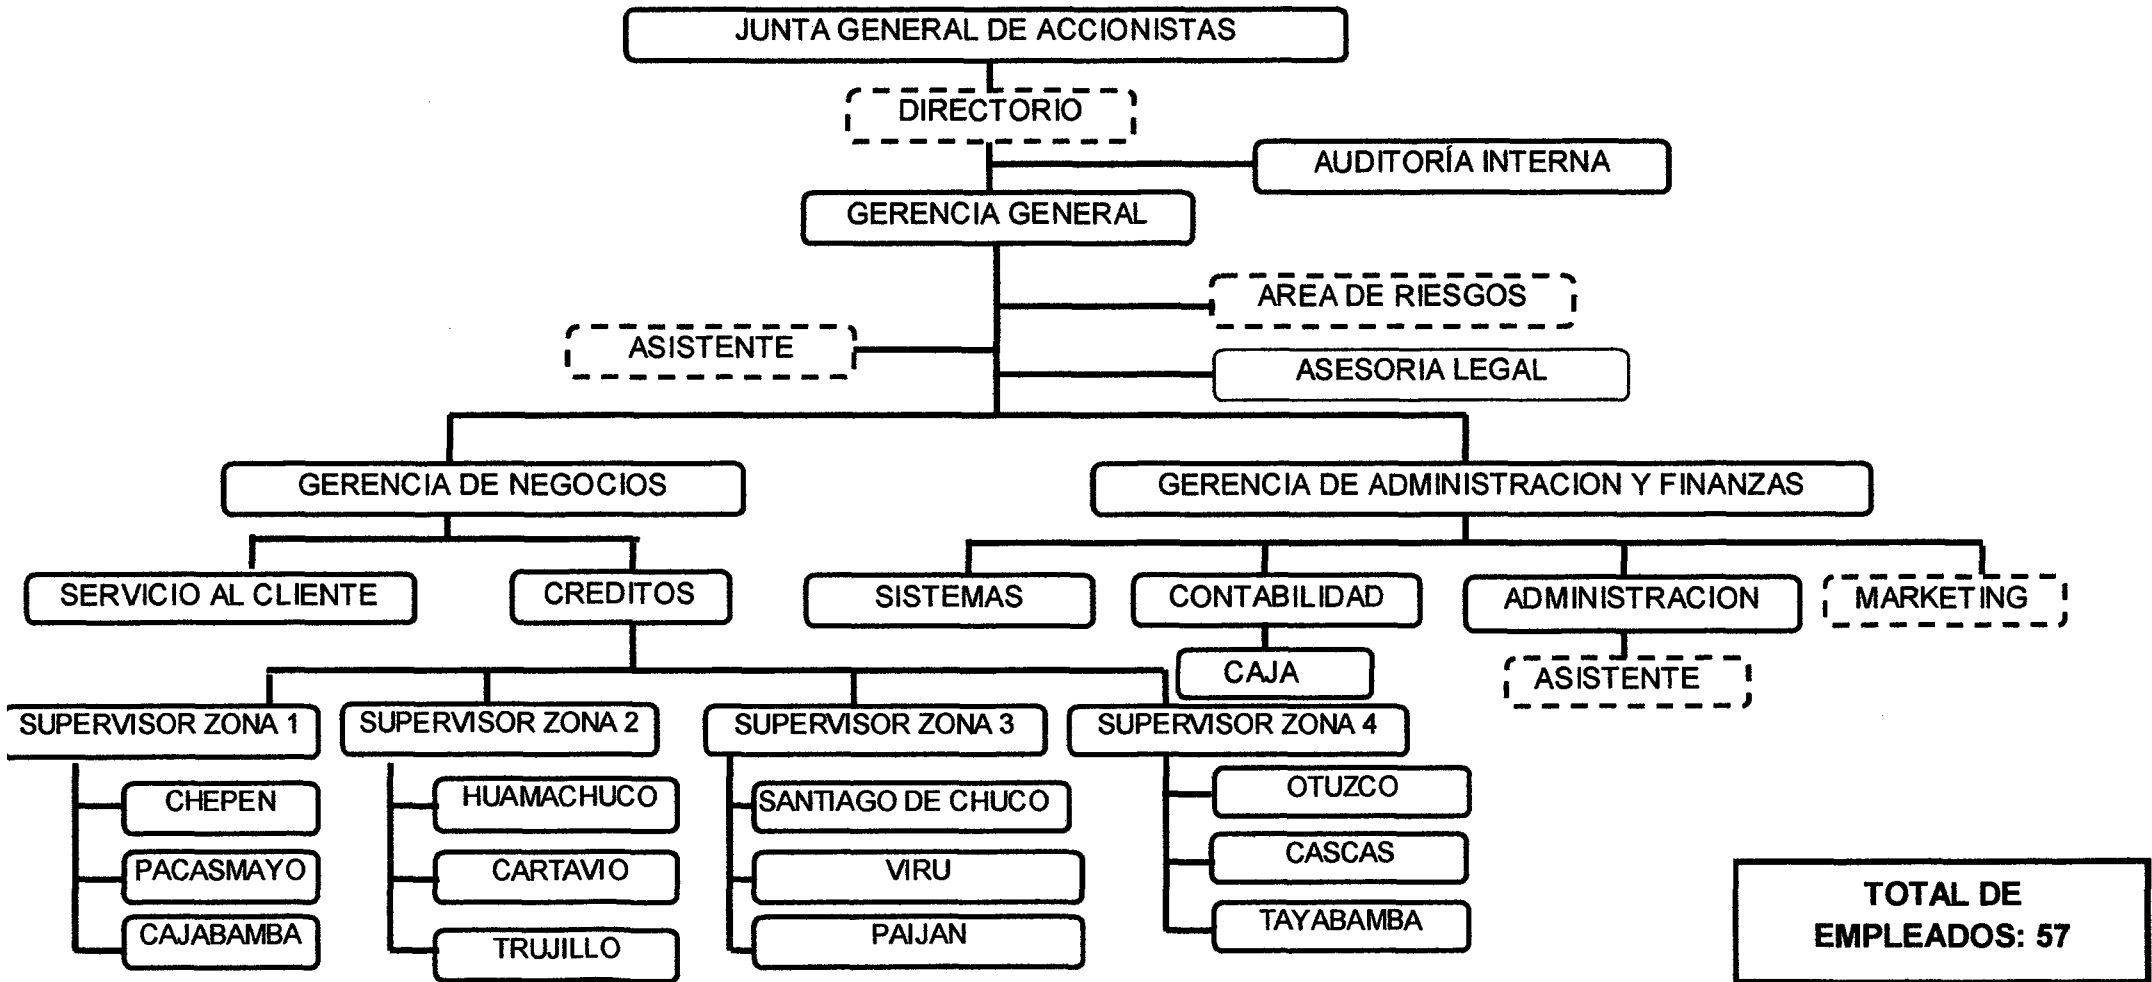 JUNTA GENERAL DE ACCIONISTAS
DIRECTORIO
AUDITORÍA INTERNA
GERENCIA GENERAL
AREA DE RIESGOS
ASISTENTE
ASESORIA LEGAL
GERENCIA DE NEGOCIOS
GERENCIA DE ADMINISTRACION Y FINANZAS
SERVICIO AL CLIENTE
CREDITOS
SISTEMAS
CONTABILIDAD
ADMINISTRACION
MARKETING
CAJA
ASISTENTE
SUPERVISOR ZONA 1
SUPERVISOR ZONA 2
SUPERVISOR ZONA 3
SUPERVISOR ZONA 4
CHEPEN
PACASMAYO
CAJABAMBA
HUAMACHUCO
CARTAVIO
TRUJILLO
SANTIAGO DE CHUCO
VIRU
PAIJAN
OTUZCO
CASCAS
TAYABAMBA
TOTAL DE
EMPLEADOS: 57